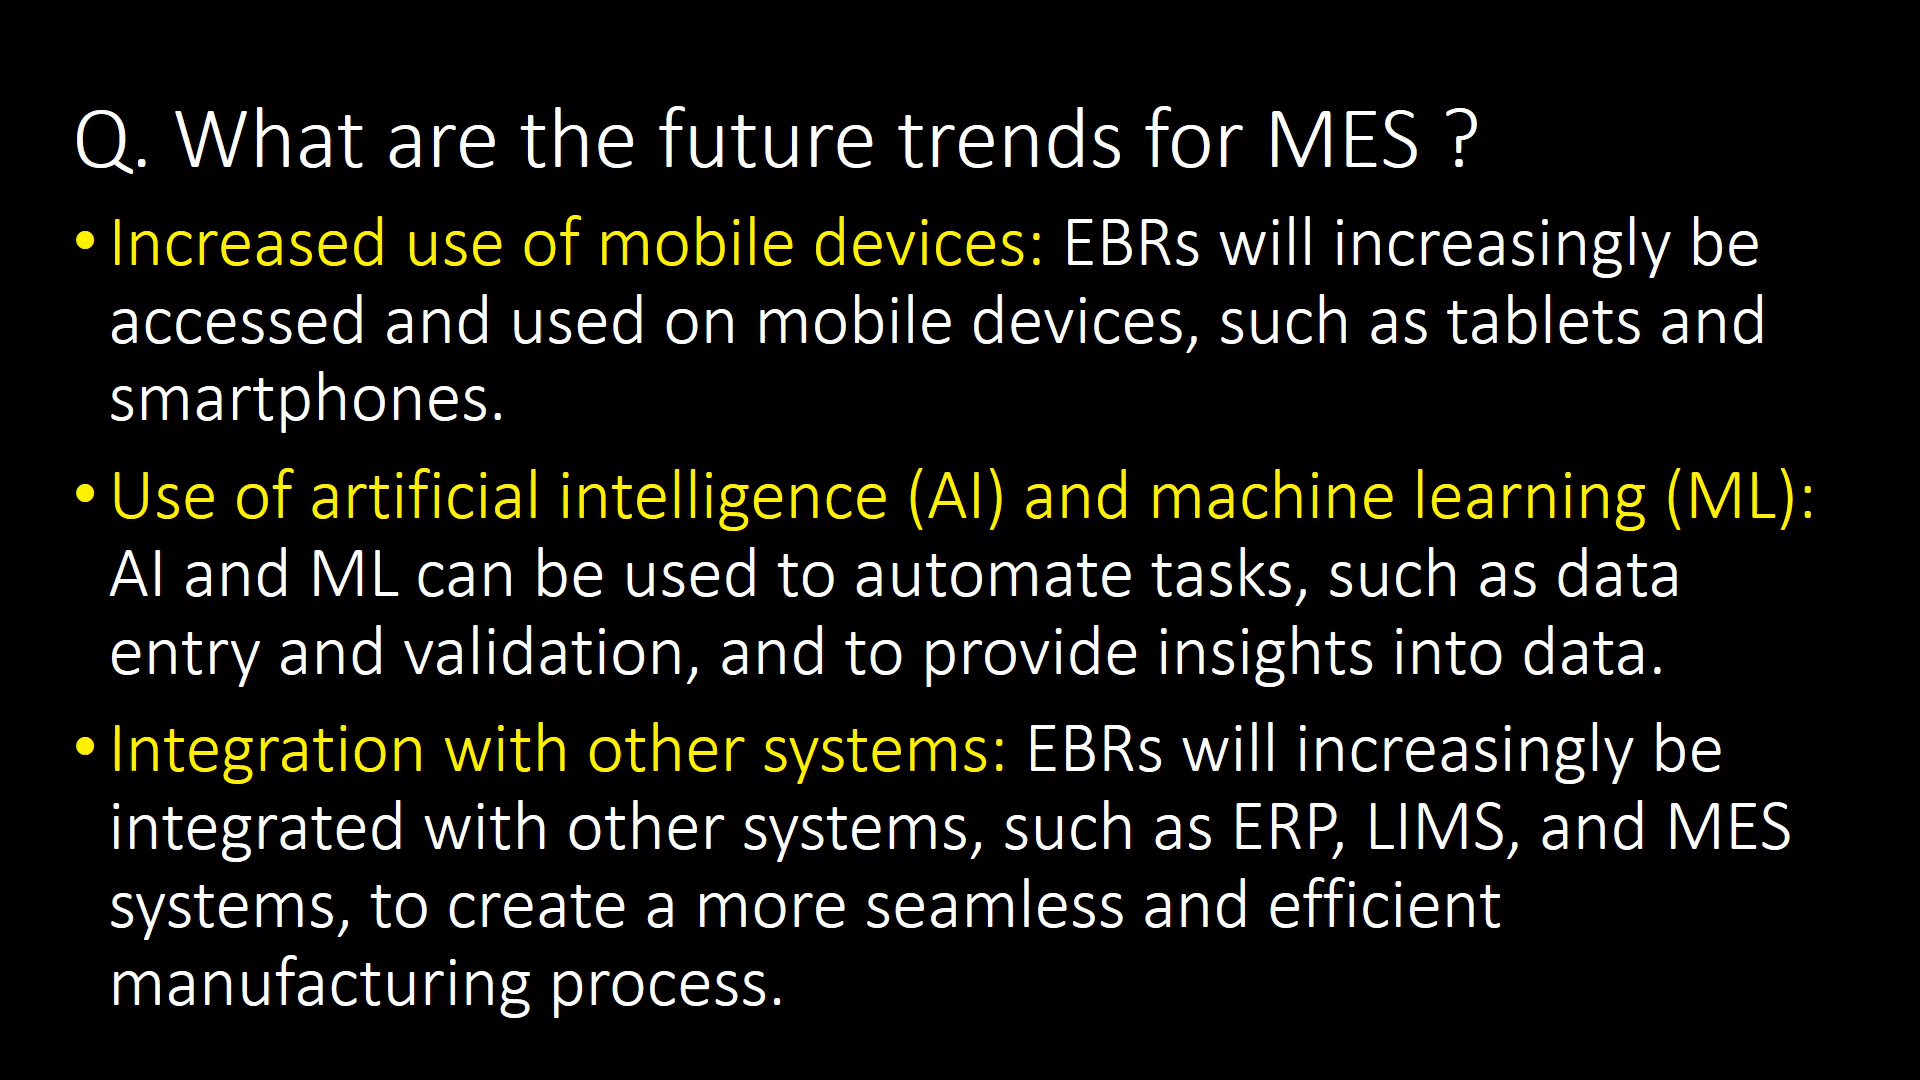 Q. What are the future trends for MES ?
• Increased use of mobile devices: EBRs will increasingly be
accessed and used on mobile devices, such as tablets and
smartphones.
• Use of artificial intelligence (AI) and machine learning (ML):
AI and ML can be used to automate tasks, such as data
entry and validation, and to provide insights into data.
• Integration with other systems: EBRs will increasingly be
integrated with other systems, such as ERP, LIMS, and MES
systems, to create a more seamless and efficient
manufacturing process.